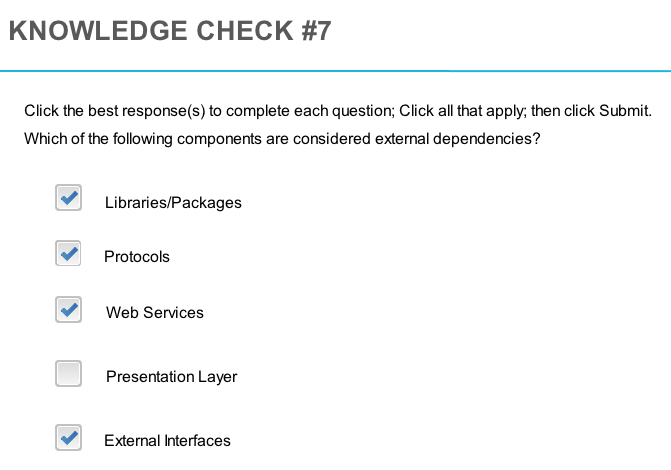 KNOWLEDGE CHECK #7
Click the best response(s) to complete each question; Click all that apply; then click Submit.
Which of the following components are considered external dependencies?
Libraries/Packages
Protocols
Web Services
Presentation Layer
External Interfaces